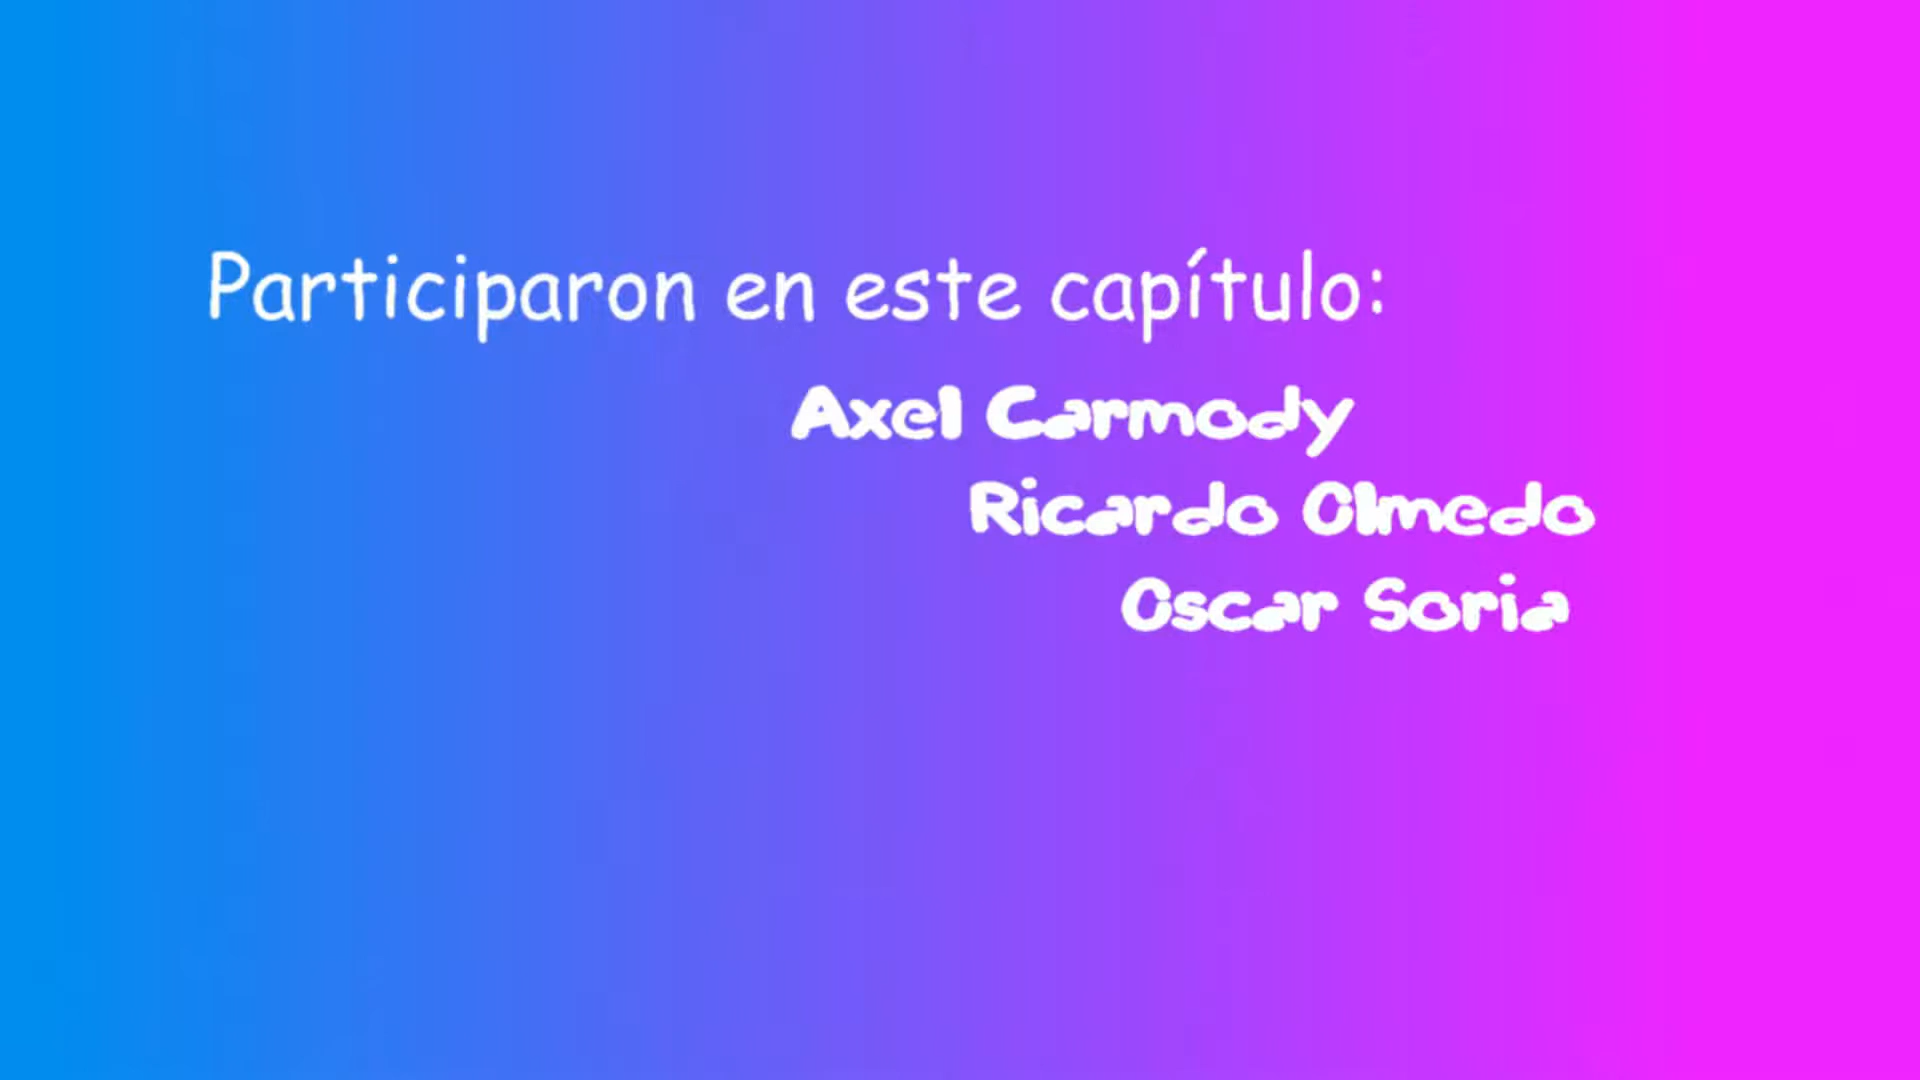 Participaron en este capítulo:
Axel Carmody
Ricardo Olmedo
Oscar Soria